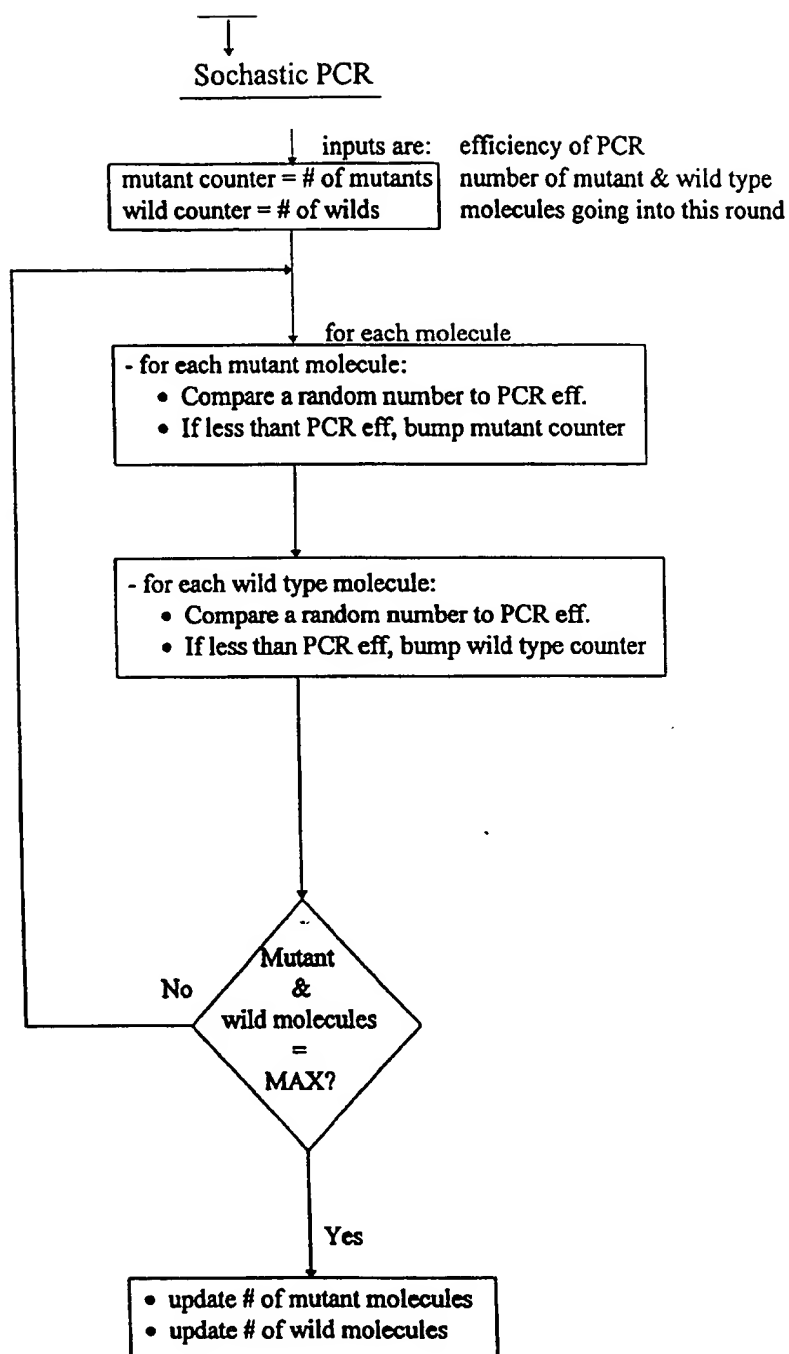 Sochastic PCR
inputs are: efficiency of PCR
mutant counter = # of mutants number of mutant & wild type
wild counter = # of wilds molecules going into this round
for each molecule
- for each mutant molecule:
• Compare a random number to PCR eff.
• If less thant PCR eff, bump mutant counter
- for each wild type molecule:
• Compare a random number to PCR eff.
• If less than PCR eff, bump wild type counter
Mutant
No &
wild molecules
=
MAX?
Yes
• update # of mutant molecules
• update # of wild molecules